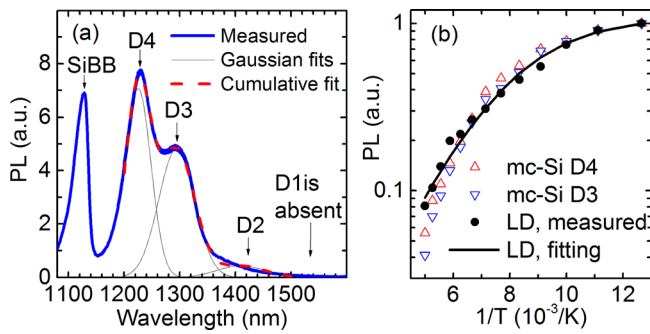 (a)
D4
Measured
Gaussian fits
Cumulative fit
SiBB
D3
D1is
absent
D2
PL (a.u.)
8
6
4
2
0
1100 1200 1300 1400 1500
Wavelength (nm)
(b)
1
0.1
PL (a.u.)
mc-Si D4
mc-Si D3
LD, measured
LD, fitting
6 8 10 12
1/T (10⁻³/K)